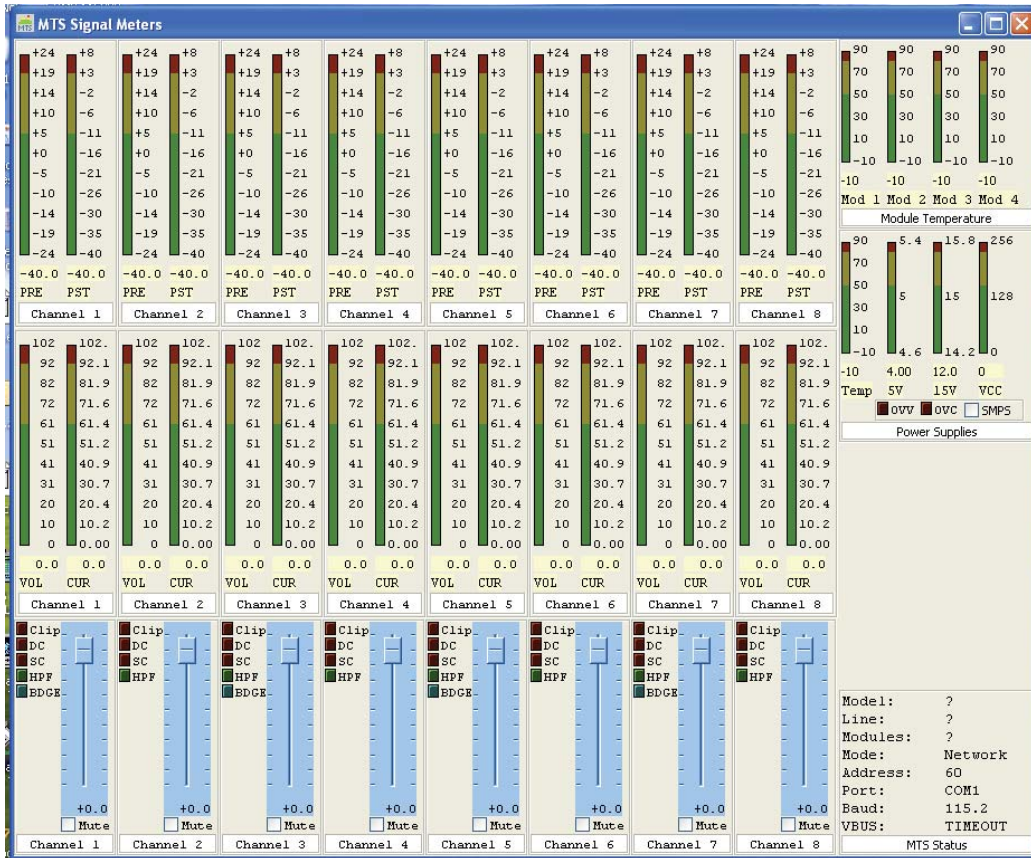 MTS Signal Meters
+24 +8 +24 +8 +24 +8 +24 +8 +24 +8 +24 +8 +24 +8 +24 +8
+19 +3 +19 +3 +19 +3 +19 +3 +19 +3 +19 +3 +19 +3 +19 +3
+14 -2 +14 -2 +14 -2 +14 -2 +14 -2 +14 -2 +14 -2 +14 -2
+10 -6 +10 -6 +10 -6 +10 -6 +10 -6 +10 -6 +10 -6 +10 -6
+5 -11 +5 -11 +5 -11 +5 -11 +5 -11 +5 -11 +5 -11 +5 -11
+0 -16 +0 -16 +0 -16 +0 -16 +0 -16 +0 -16 +0 -16 +0 -16
-5 -21 -5 -21 -5 -21 -5 -21 -5 -21 -5 -21 -5 -21 -5 -21
-10 -26 -10 -26 -10 -26 -10 -26 -10 -26 -10 -26 -10 -26 -10 -26
-14 -30 -14 -30 -14 -30 -14 -30 -14 -30 -14 -30 -14 -30 -14 -30
-19 -35 -19 -35 -19 -35 -19 -35 -19 -35 -19 -35 -19 -35 -19 -35
-24 -40 -24 -40 -24 -40 -24 -40 -24 -40 -24 -40 -24 -40 -24 -40
-40.0 -40.0 -40.0 -40.0 -40.0 -40.0 -40.0 -40.0 -40.0 -40.0 -40.0 -40.0 -40.0 -40.0 -40.0 -40.0
PRE PST PRE PST PRE PST PRE PST PRE PST PRE PST PRE PST PRE PST
Channel 1 Channel 2 Channel 3 Channel 4 Channel 5 Channel 6 Channel 7 Channel 8
102 102. 102 102. 102 102. 102 102. 102 102. 102 102. 102 102. 102 102.
92 92.1 92 92.1 92 92.1 92 92.1 92 92.1 92 92.1 92 92.1 92 92.1
82 81.9 82 81.9 82 81.9 82 81.9 82 81.9 82 81.9 82 81.9 82 81.9
72 71.6 72 71.6 72 71.6 72 71.6 72 71.6 72 71.6 72 71.6 72 71.6
61 61.4 61 61.4 61 61.4 61 61.4 61 61.4 61 61.4 61 61.4 61 61.4
51 51.2 51 51.2 51 51.2 51 51.2 51 51.2 51 51.2 51 51.2 51 51.2
41 40.9 41 40.9 41 40.9 41 40.9 41 40.9 41 40.9 41 40.9 41 40.9
31 30.7 31 30.7 31 30.7 31 30.7 31 30.7 31 30.7 31 30.7 31 30.7
20 20.4 20 20.4 20 20.4 20 20.4 20 20.4 20 20.4 20 20.4 20 20.4
10 10.2 10 10.2 10 10.2 10 10.2 10 10.2 10 10.2 10 10.2 10 10.2
0 0.00 0 0.00 0 0.00 0 0.00 0 0.00 0 0.00 0 0.00 0 0.00
0.0 0.0 0.0 0.0 0.0 0.0 0.0 0.0 0.0 0.0 0.0 0.0 0.0 0.0 0.0 0.0
VOL CUR VOL CUR VOL CUR VOL CUR VOL CUR VOL CUR VOL CUR VOL CUR
Channel 1 Channel 2 Channel 3 Channel 4 Channel 5 Channel 6 Channel 7 Channel 8
Clip Clip Clip Clip Clip Clip Clip Clip
DC DC DC DC DC DC DC DC
SC SC SC SC SC SC SC SC
HPF HPF HPF HPF HPF HPF HPF HPF
BDGE BDGE BDGE BDGE
+0.0 +0.0 +0.0 +0.0 +0.0 +0.0 +0.0 +0.0
Mute Mute Mute Mute Mute Mute Mute Mute
Channel 1 Channel 2 Channel 3 Channel 4 Channel 5 Channel 6 Channel 7 Channel 8
90 90 90 90
70 70 70 70
50 50 50 50
30 30 30 30
10 10 10 10
-10 -10 -10 -10
-10 -10 -10 -10
Mod 1 Mod 2 Mod 3 Mod 4
Module Temperature
90 5.4 15.8 256
70
50
5 15 128
30
10
-10 4.6 14.2 0
-10 4.00 12.0 0
Temp 5V 15V VCC
OVV OVC SMPS
Power Supplies
Model: ?
Line: ?
Modules: ?
Mode: Network
Address: 60
Port: COM1
Baud: 115.2
VBUS: TIMEOUT
MTS Status